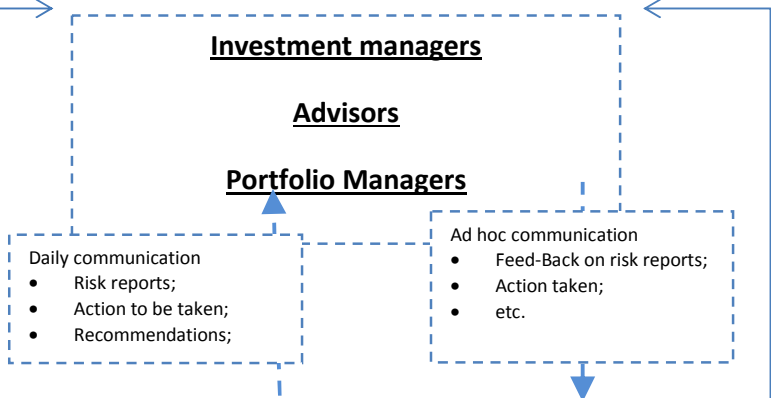 Investment managers
Advisors
Portfolio Managers
Daily communication
• Risk reports;
• Action to be taken;
• Recommendations;
Ad hoc communication
• Feed-Back on risk reports;
• Action taken;
• etc.